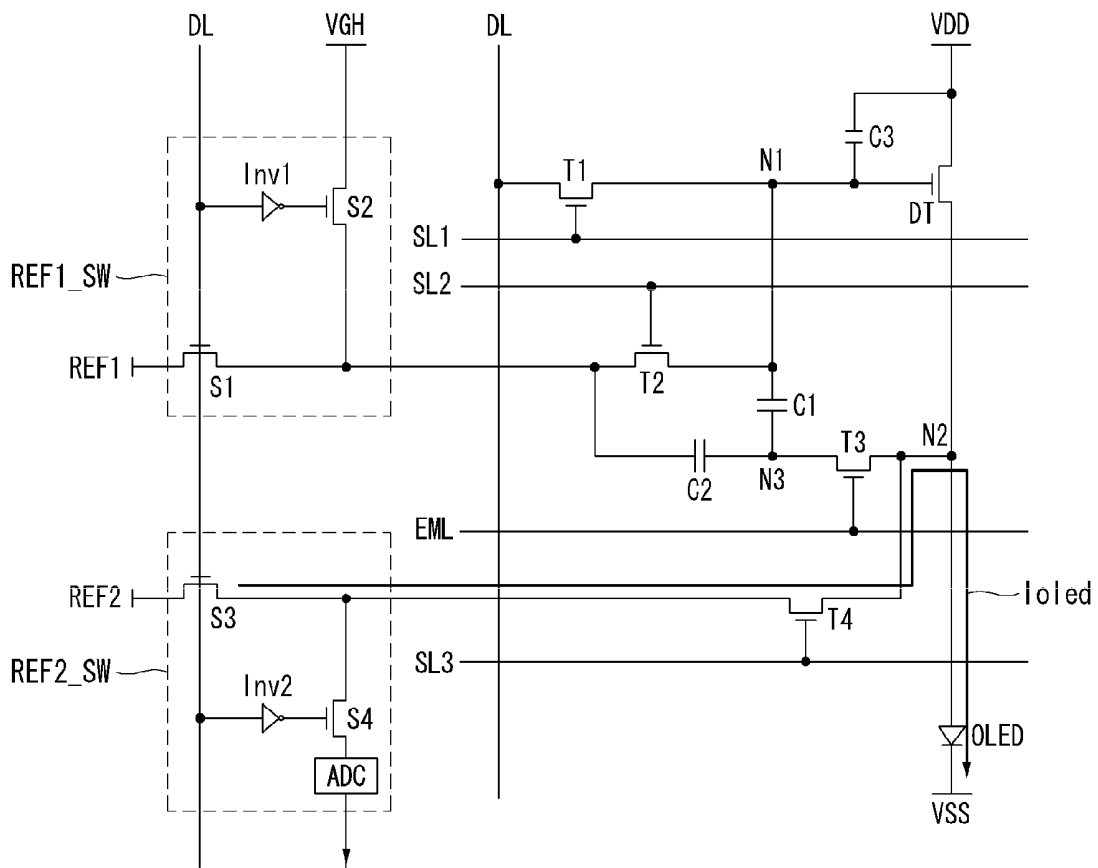 DL
VGH
DL
VDD
C3
Inv1
T1
N1
S2
DT
SL1
REF1_SW
SL2
REF1
S1
T2
C1
T3
N2
C2
N3
EML
REF2
S3
T4
Ioled
REF2_SW
SL3
Inv2
S4
OLED
ADC
VSS